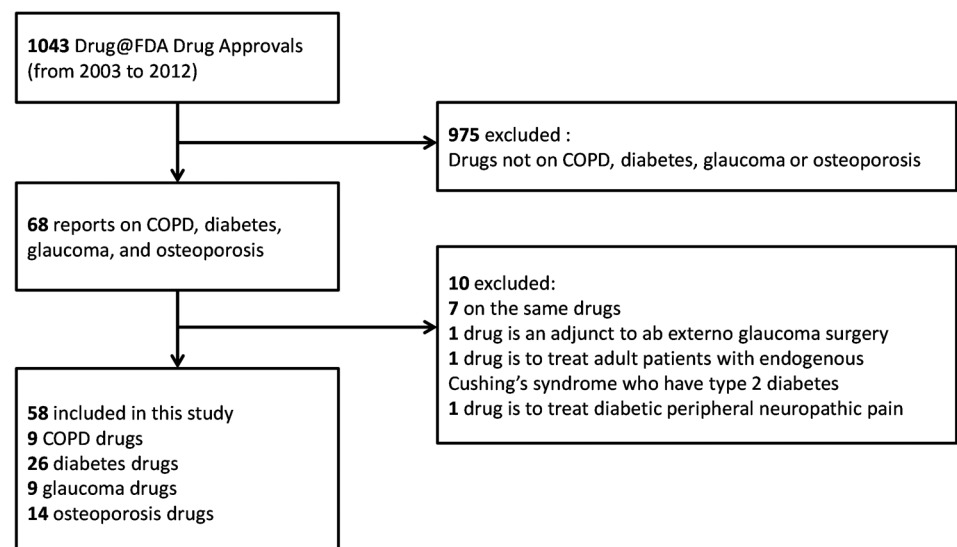 1043 Drug@FDA Drug Approvals
(from 2003 to 2012)
975 excluded :
Drugs not on COPD, diabetes, glaucoma or osteoporosis
68 reports on COPD, diabetes,
glaucoma, and osteoporosis
10 excluded:
7 on the same drugs
1 drug is an adjunct to ab externo glaucoma surgery
1 drug is to treat adult patients with endogenous
Cushing’s syndrome who have type 2 diabetes
1 drug is to treat diabetic peripheral neuropathic pain
58 included in this study
9 COPD drugs
26 diabetes drugs
9 glaucoma drugs
14 osteoporosis drugs